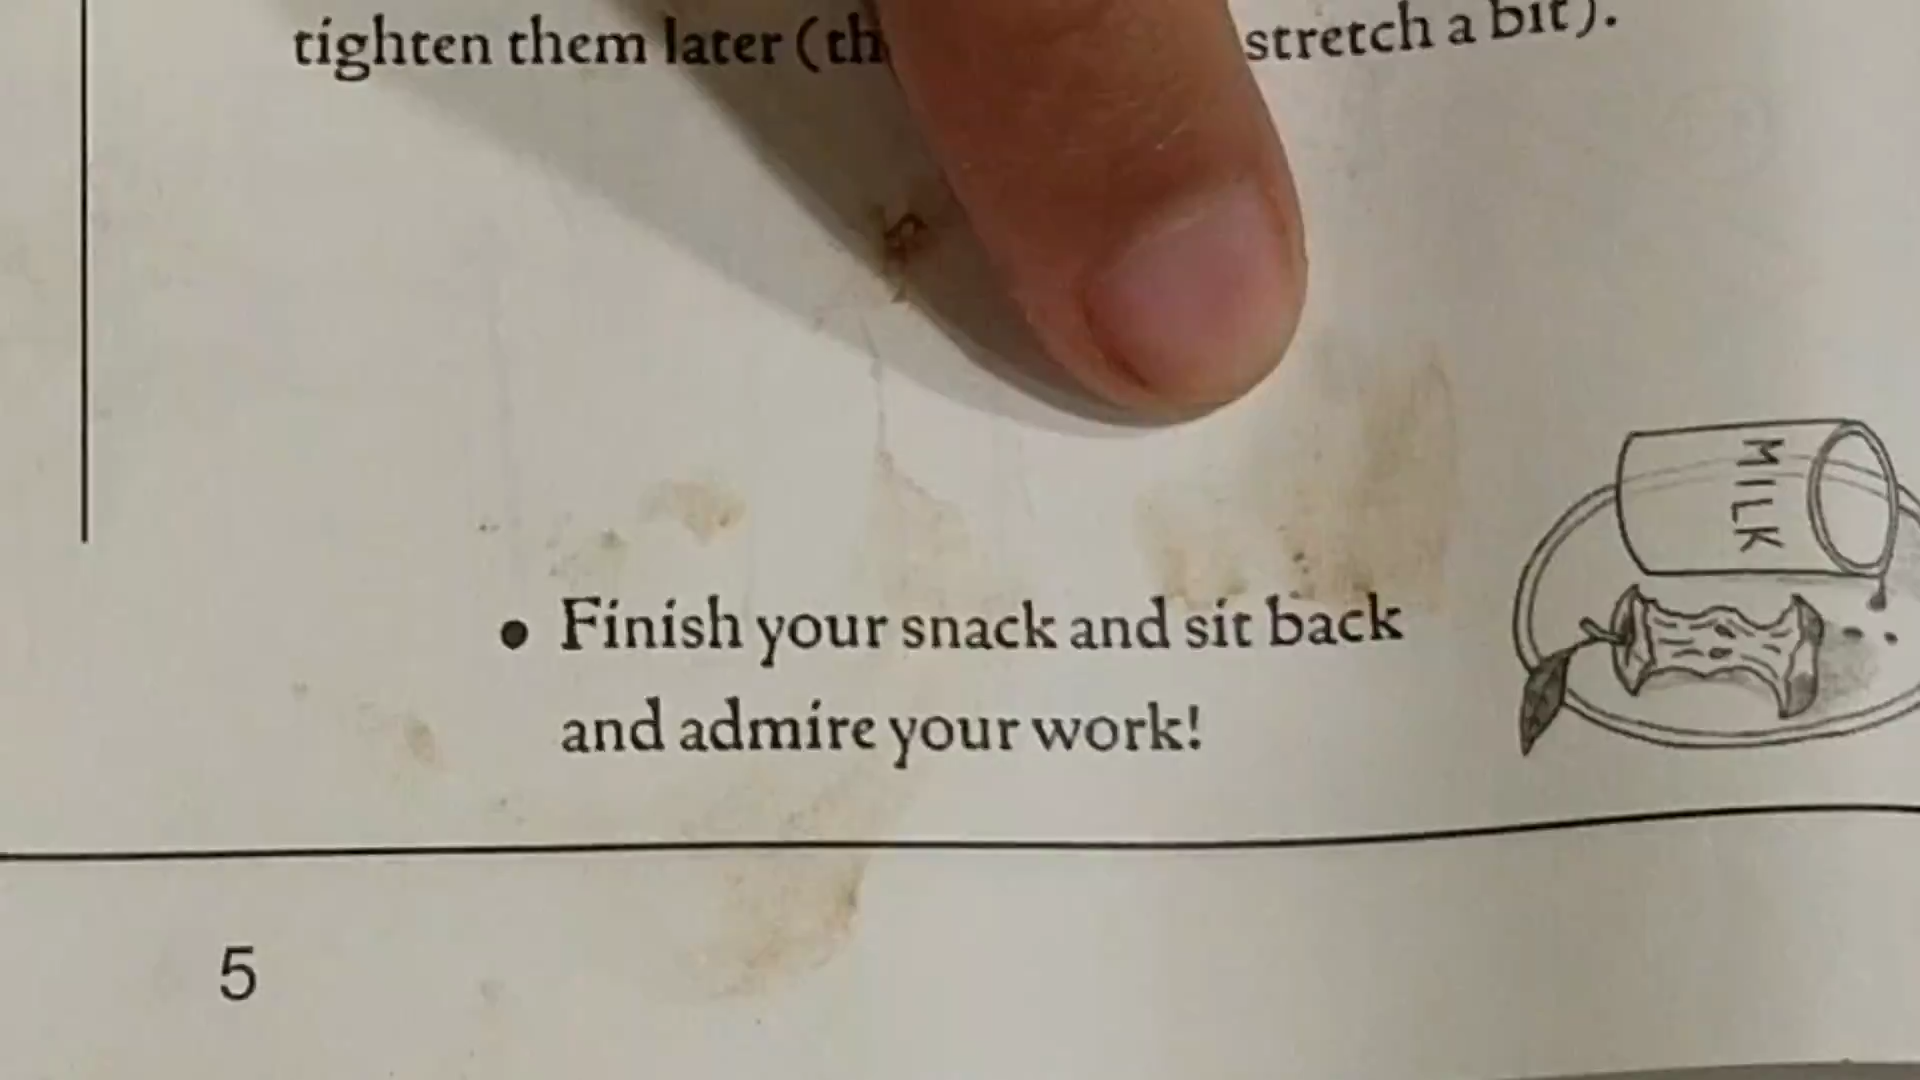 tighten them later (th stretch a bit).
MILK
Finish your snack and sit back
and admire your work!
5